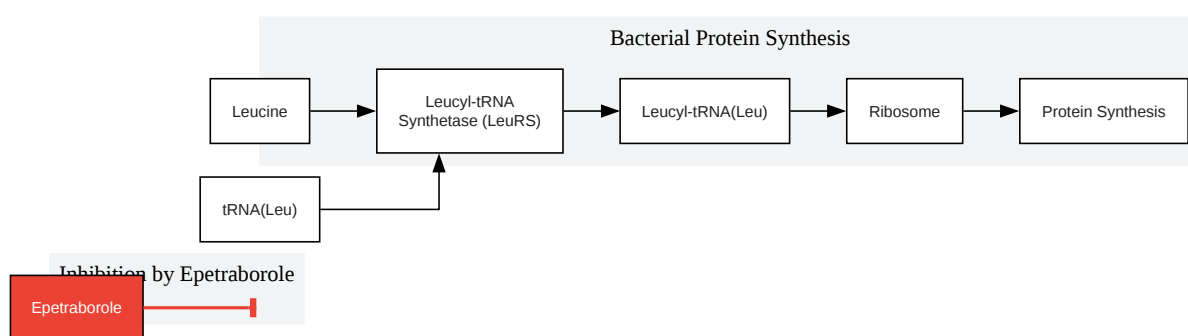 Bacterial Protein Synthesis
Leucine
Leucyl-tRNA
Synthetase (LeuRS)
Leucyl-tRNA(Leu)
Ribosome
Protein Synthesis
tRNA(Leu)
Inhibition by Epetraborole
Epetraborole